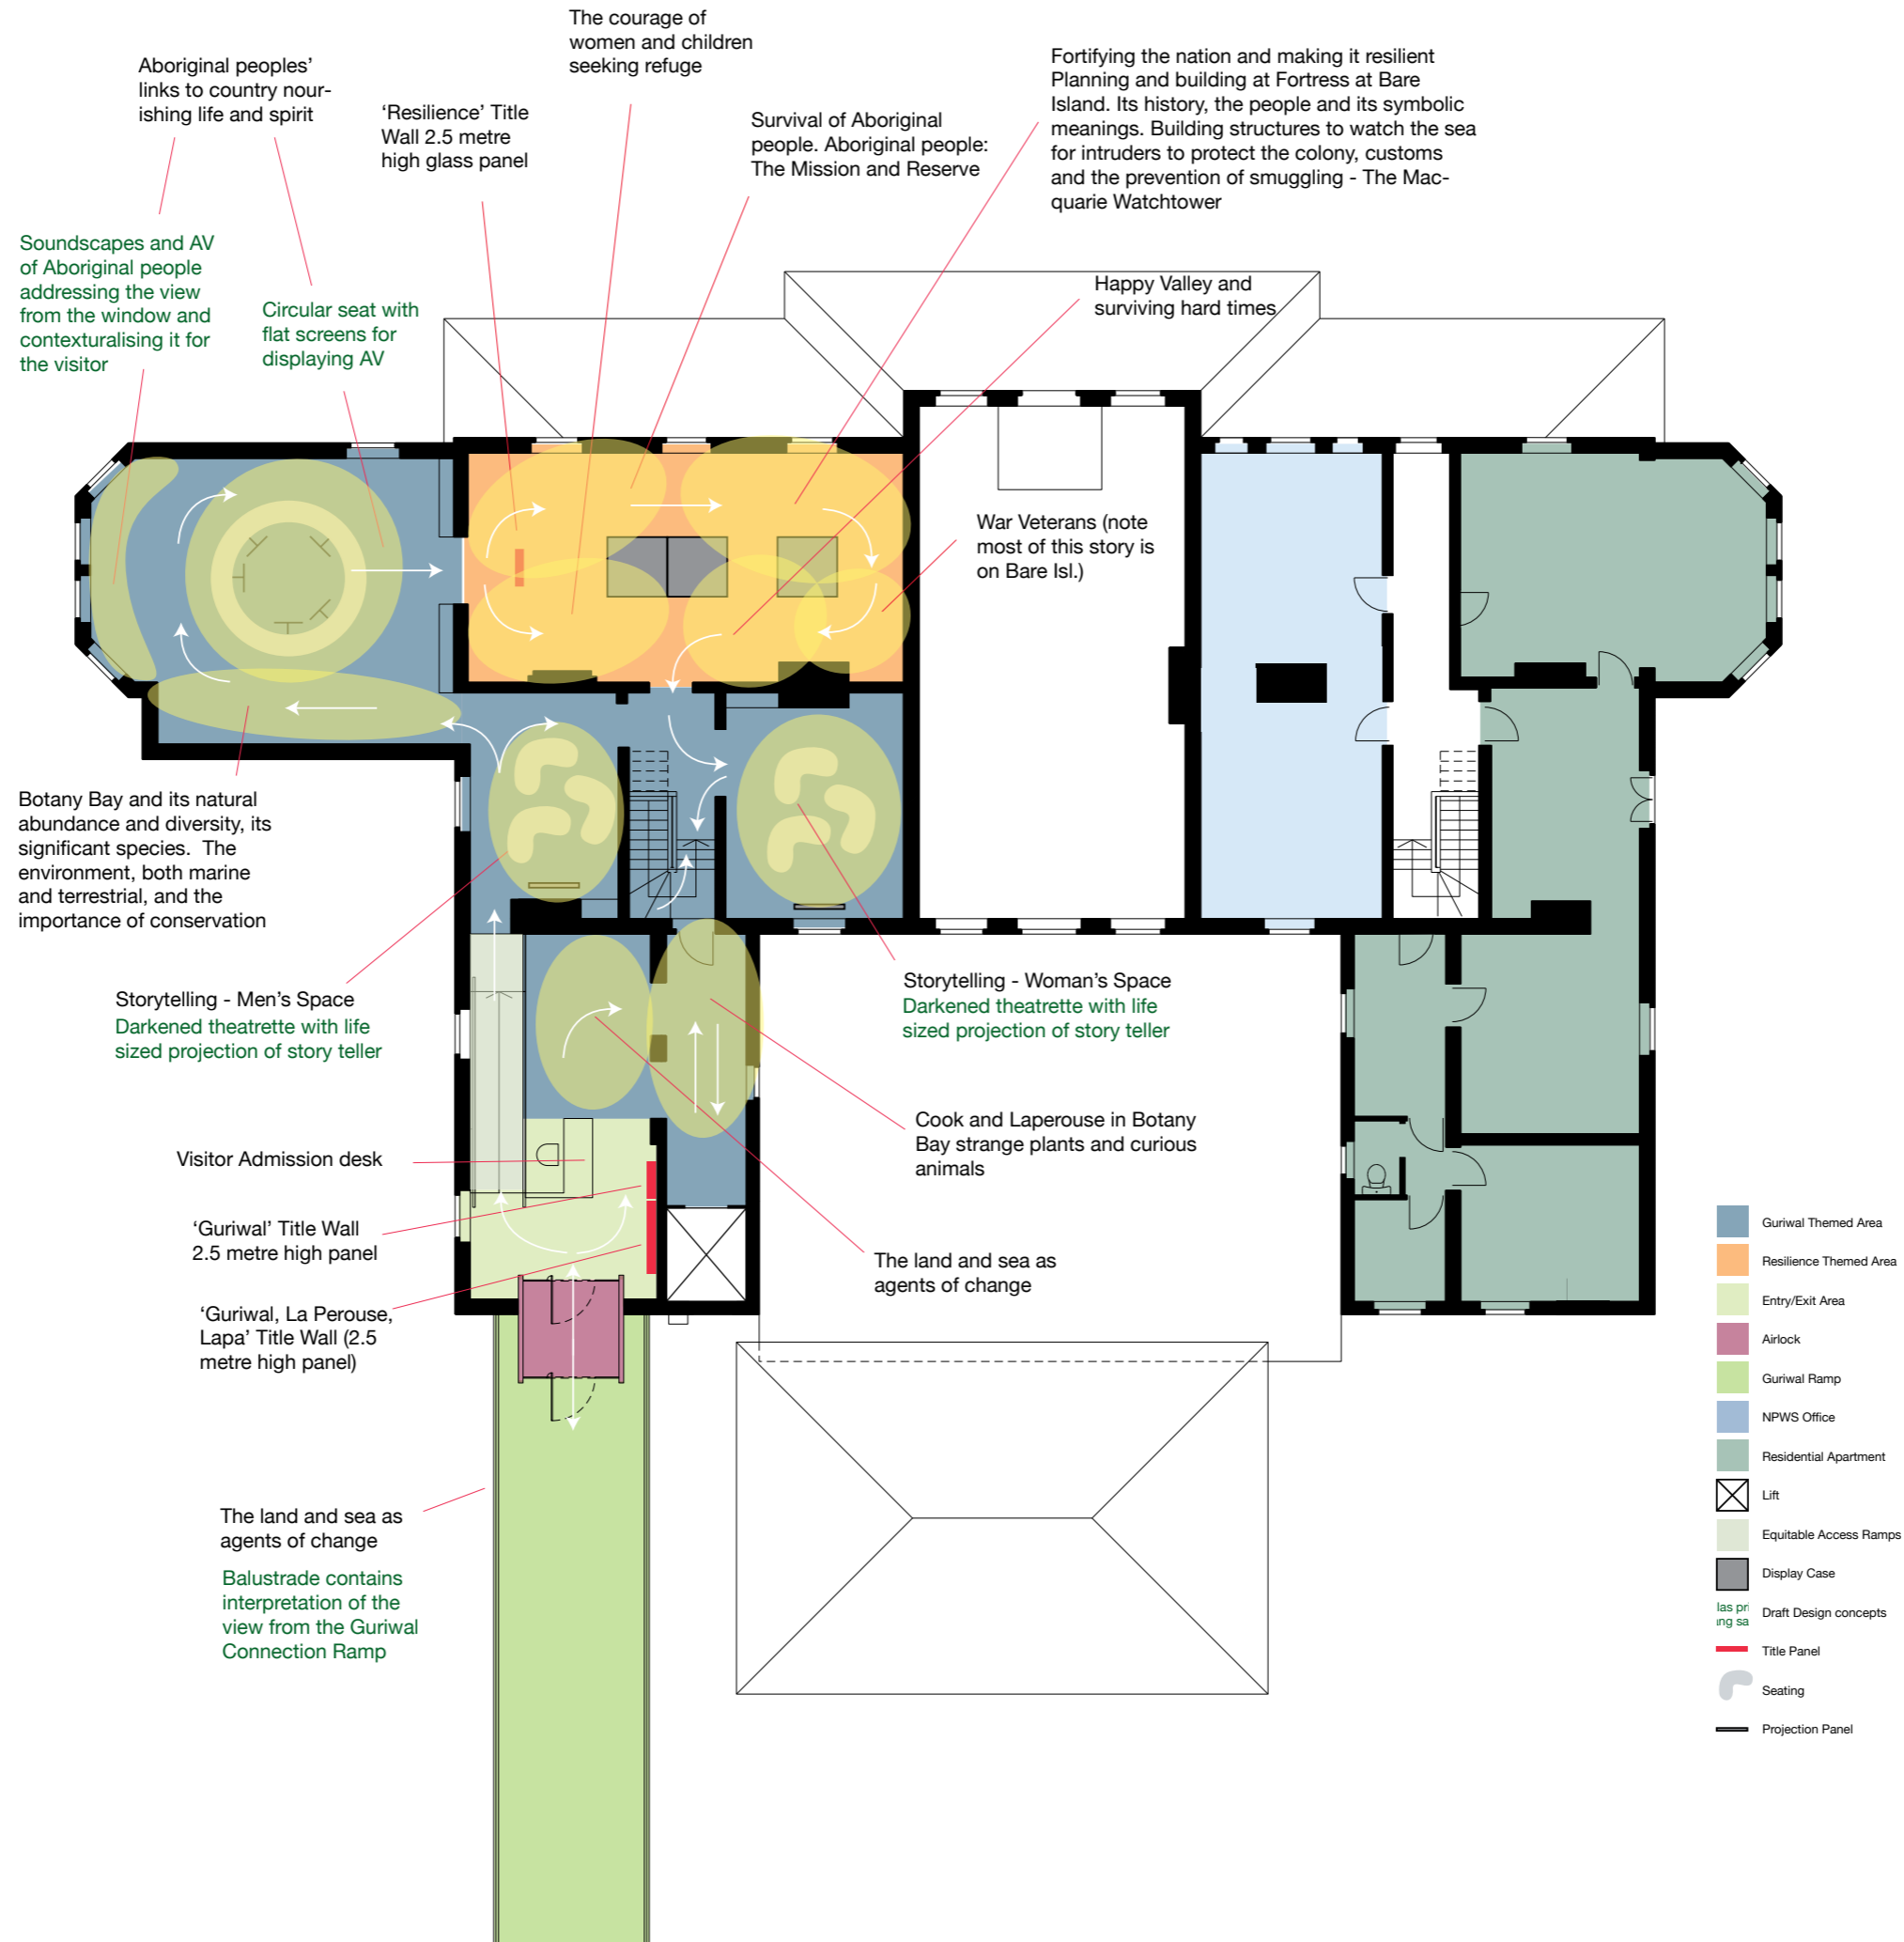 The courage of
women and children
seeking refuge
Aboriginal peoples’
links to country nour-
ishing life and spirit
‘Resilience’ Title
Wall 2.5 metre
high glass panel
Survival of Aboriginal
people. Aboriginal people:
The Mission and Reserve
Fortifying the nation and making it resilient
Planning and building at Fortress at Bare
Island. Its history, the people and its symbolic
meanings. Building structures to watch the sea
for intruders to protect the colony, customs
and the prevention of smuggling - The Mac-
quarie Watchtower
Soundscapes and AV
of Aboriginal people
addressing the view
from the window and
contexturalising it for
the visitor
Circular seat with
flat screens for
displaying AV
Happy Valley and
surviving hard times
War Veterans (note
most of this story is
on Bare Isl.)
Botany Bay and its natural
abundance and diversity, its
significant species. The
environment, both marine
and terrestrial, and the
importance of conservation
Storytelling - Men’s Space
Darkened theatrette with life
sized projection of story teller
Storytelling - Woman’s Space
Darkened theatrette with life
sized projection of story teller
Visitor Admission desk
Cook and Laperouse in Botany
Bay strange plants and curious
animals
‘Guriwal’ Title Wall
2.5 metre high panel
The land and sea as
agents of change
‘Guriwal, La Perouse,
Lapa’ Title Wall (2.5
metre high panel)
The land and sea as
agents of change
Balustrade contains
interpretation of the
view from the Guriwal
Connection Ramp
Guriwal Themed Area
Resilience Themed Area
Entry/Exit Area
Airlock
Guriwal Ramp
NPWS Office
Residential Apartment
Lift
Equitable Access Ramps
Display Case
las pri
ing sa
Draft Design concepts
Title Panel
Seating
Projection Panel